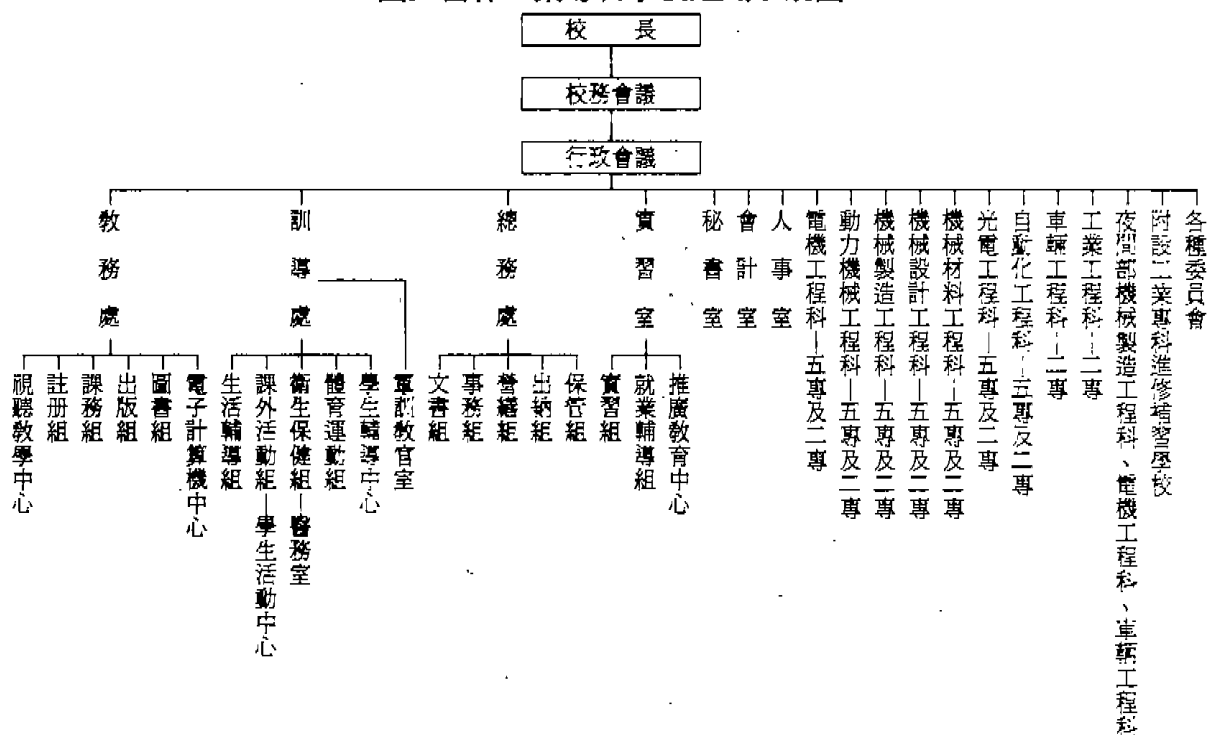 校長
校務會議
行政會議
教務處
訓導處
總務處
實習室
秘書室
會計室
人事室
電機工程科—五專及二專
動力機械工程科—五專及二專
機械製造工程科—五專及二專
機械設計工程科—五專及二專
機械材料工程科—五專及二專
光電工程科—五專及二專
自動化工程科—五專及二專
車輛工程科—二專
工業工程科—二專
夜間部機械製造工程科、電機工程科、車輛工程科
附設二業專科進修補習學校
各種委員會
視聽教學中心
註册組
課務組
出版組
圖書組
電子計算機中心
生活輔導組
課外活動組—學生活動中心
衛生保健組—醫務室
體育運動組
學生輔導中心
軍訓教官室
文書組
事務組
營繕組
出納組
保管組
實習組
就業輔導組
推廣教育中心